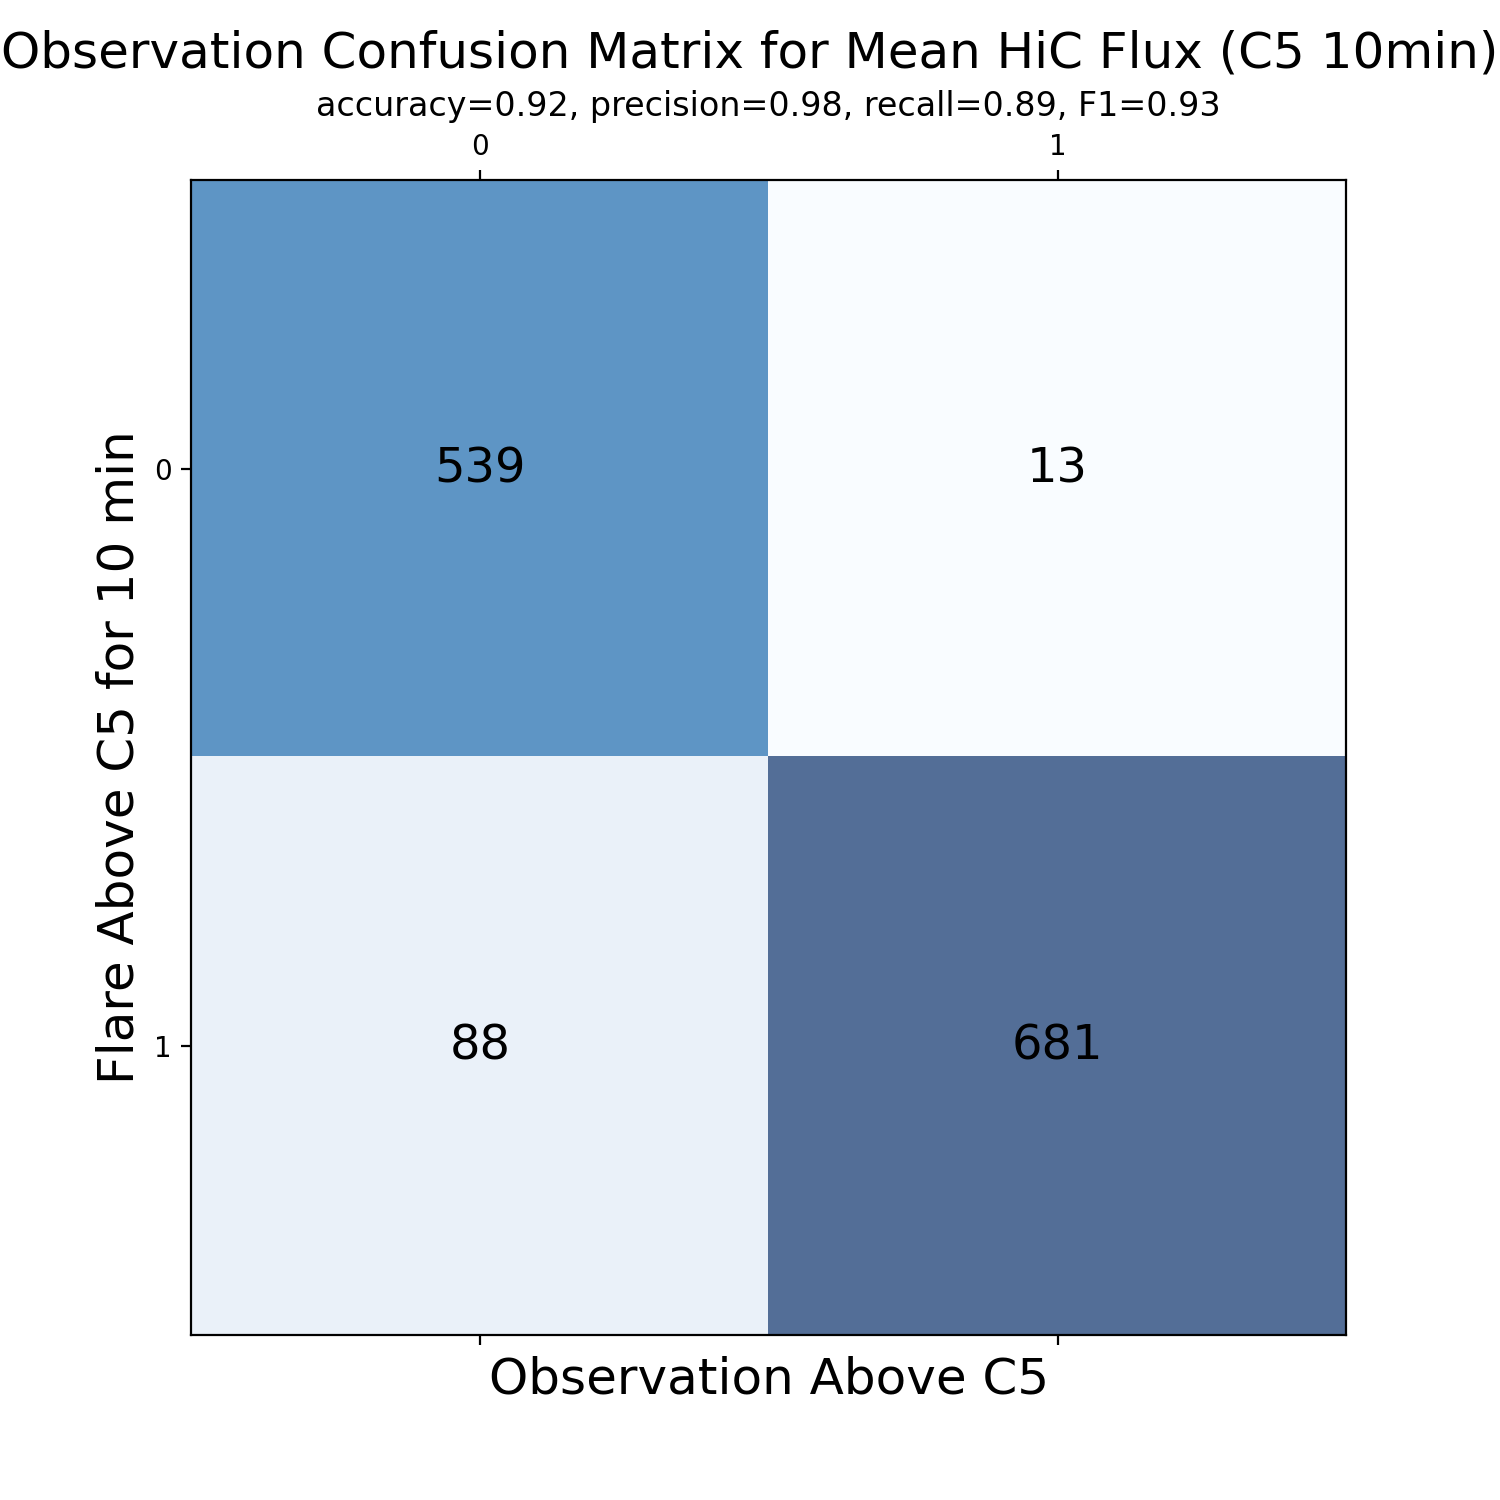 Observation Confusion Matrix for Mean HiC Flux (C5 10min)
accuracy=0.92, precision=0.98, recall=0.89, F1=0.93
0 1
Flare Above C5 for 10 min
0
539 13
1
88 681
Observation Above C5